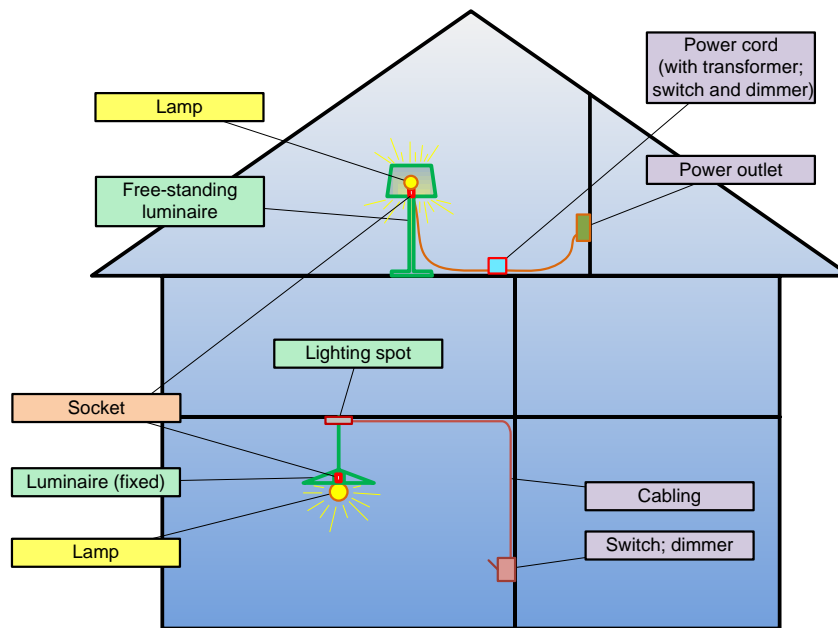 Power cord
(with transformer;
switch and dimmer)
Lamp
Power outlet
Free-standing
luminaire
Lighting spot
Socket
Luminaire (fixed)
Cabling
Lamp
Switch; dimmer